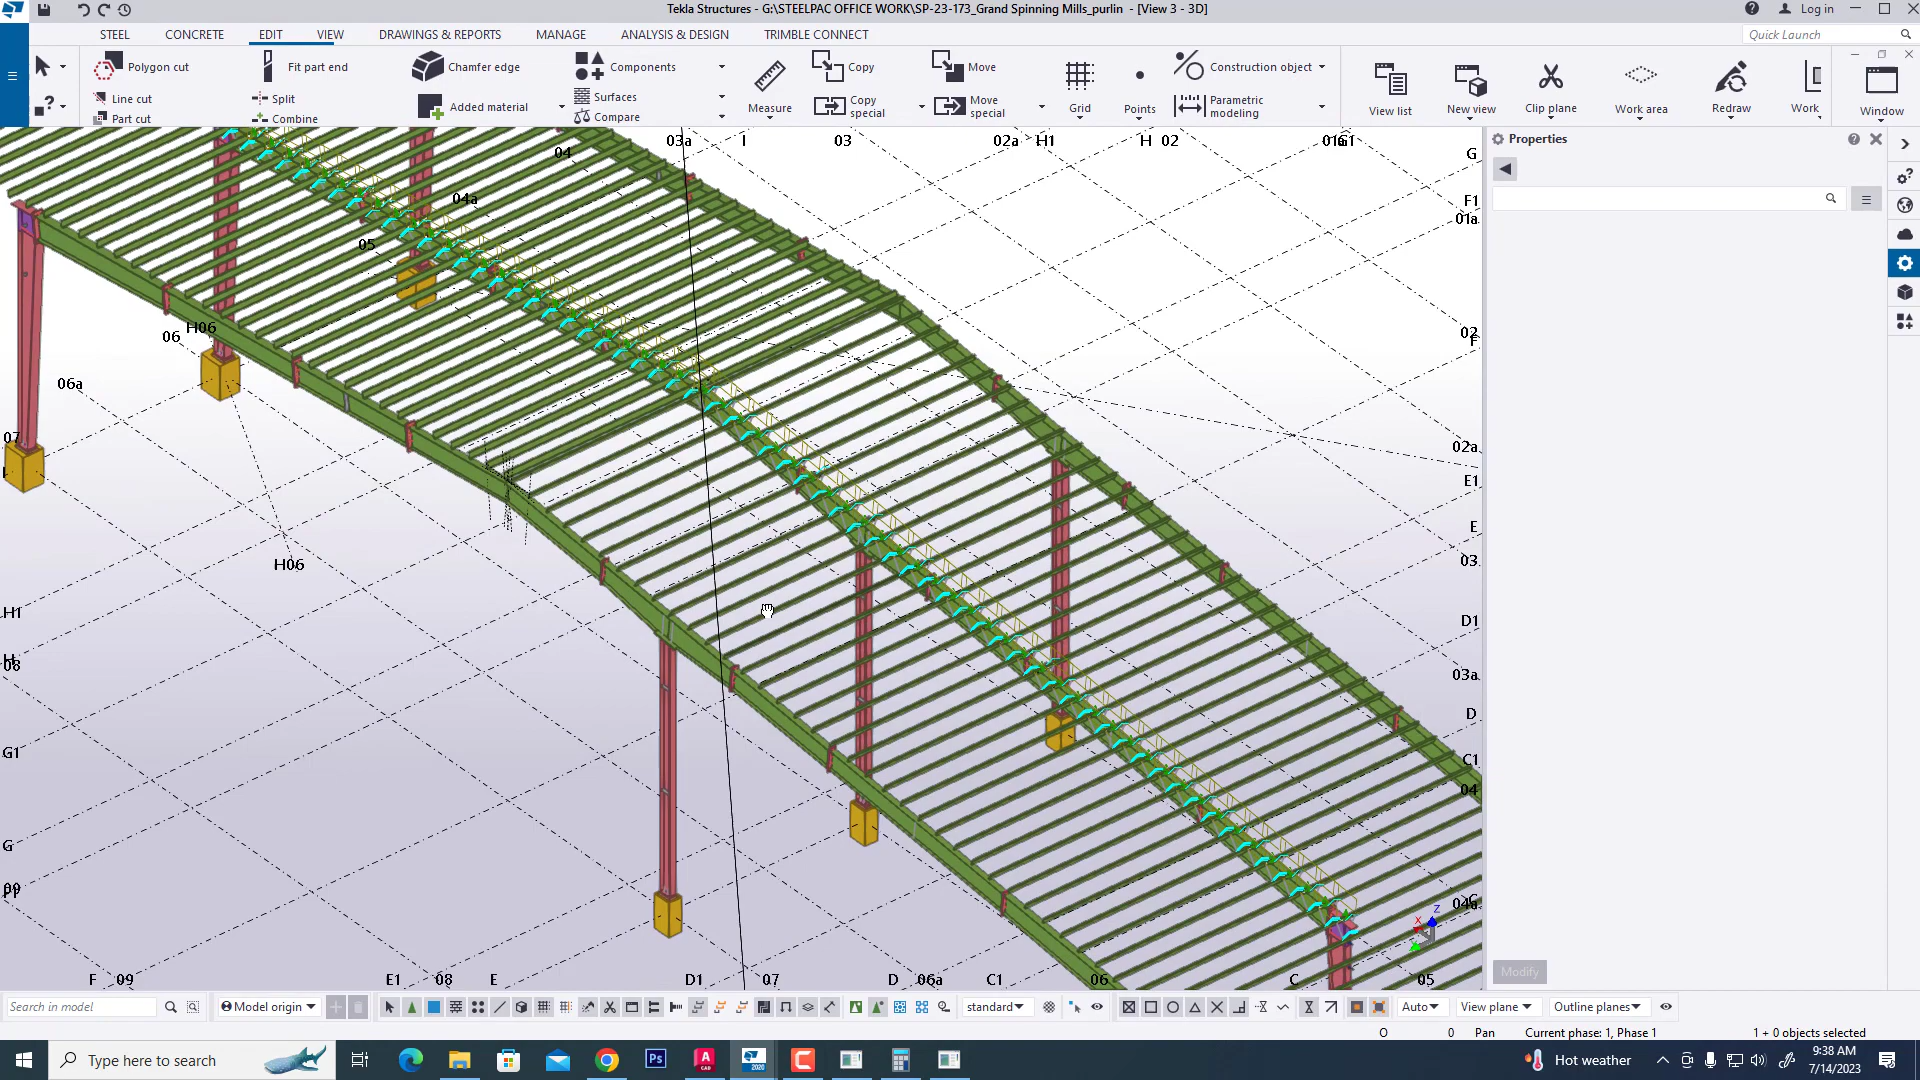 Tekla Structures - G:\STEELPAC OFFICE WORK\SP-23-173_Grand Spinning Mills_purlin - [View 3 - 3D]
Log in
STEEL CONCRETE EDIT VIEW DRAWINGS & REPORTS MANAGE ANALYSIS & DESIGN TRIMBLE CONNECT
Quick Launch
Polygon cut Fit part end Chamfer edge Components Copy Move Construction object
Line cut Split Added material Surfaces Measure Copy special Move special Grid Points Parametric modeling View list New view Clip plane Work area Redraw Work Window
Part cut Combine Compare
Properties
03a I 03 02a H1 H 02 G
04
04a F1
01a
05
02
F
06 H06
06a
07
02a
E1
E
03
H06
H1
D1
08
03a
D
G1
C1
04
G
04a
Z
X
F 09 E1 08 E D1 07 D 06a C1 06 C 05
Modify
Search in model Model origin standard Auto View plane Outline planes
O 0 Pan Current phase: 1, Phase 1 1 + 0 objects selected
Type here to search
Ps
A
CAD
2020
Hot weather
9:38 AM
7/14/2023